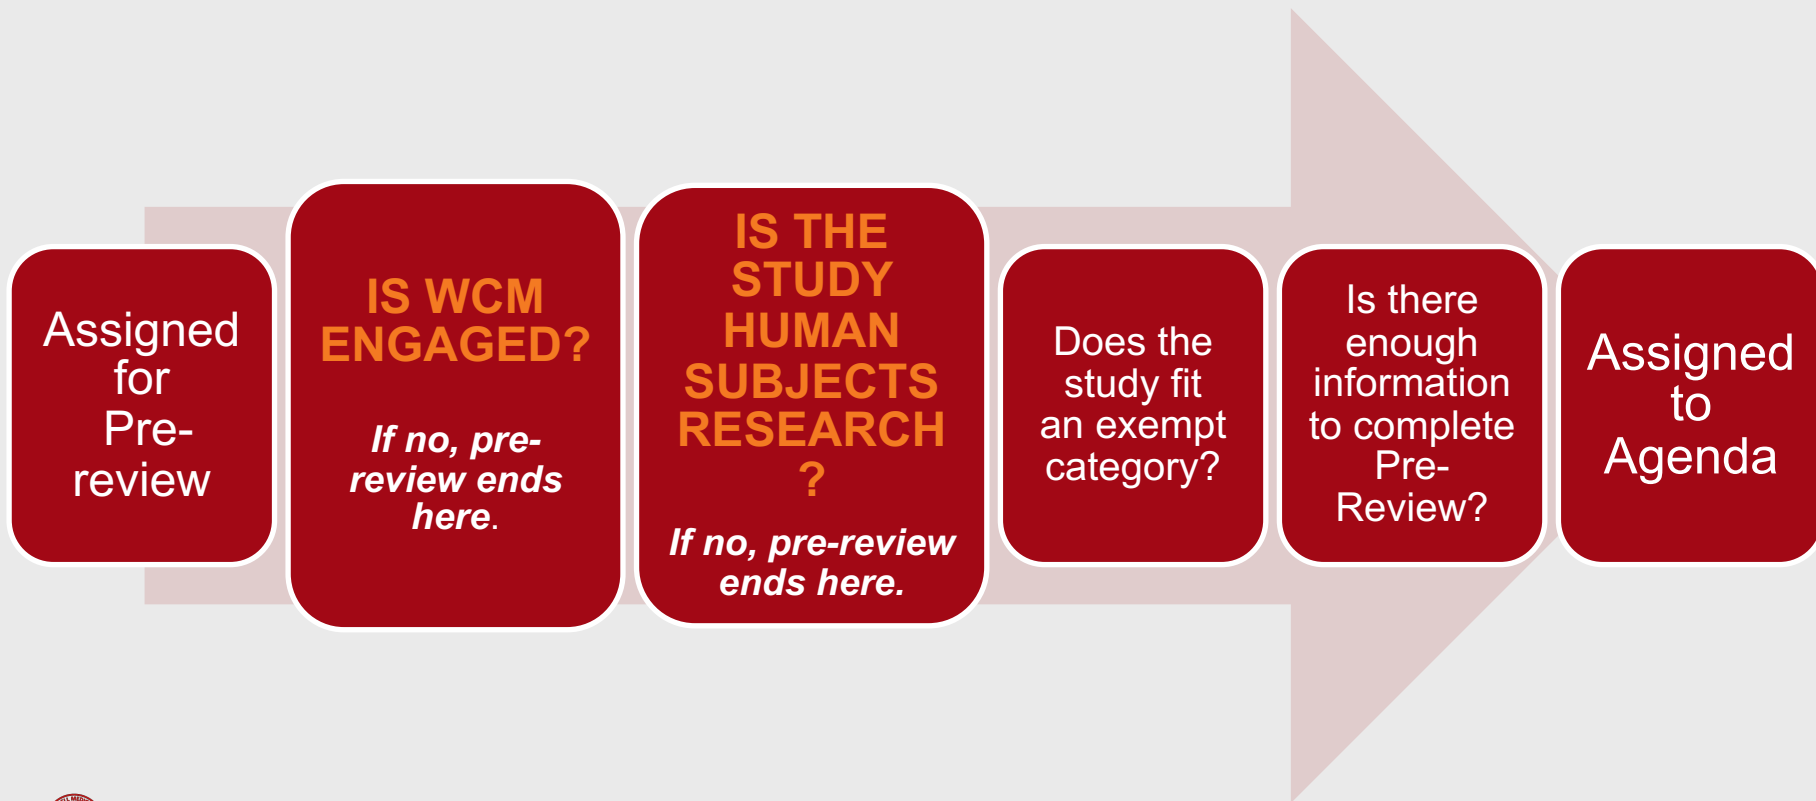 Assigned
for
Pre-
review
IS WCM
ENGAGED?
If no, pre-
review ends
here.
IS THE
STUDY
HUMAN
SUBJECTS
RESEARCH
?
If no, pre-review
ends here.
Does the
study fit
an exempt
category?
Is there
enough
information
to complete
Pre-
Review?
Assigned
to
Agenda